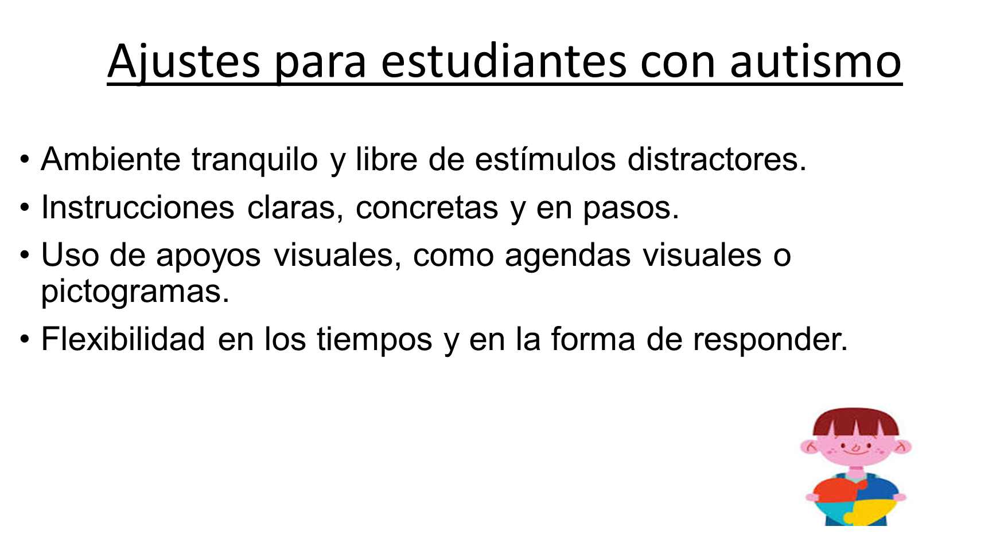 Ajustes para estudiantes con autismo
• Ambiente tranquilo y libre de estímulos distractores.
• Instrucciones claras, concretas y en pasos.
• Uso de apoyos visuales, como agendas visuales o
pictogramas.
• Flexibilidad en los tiempos y en la forma de responder.